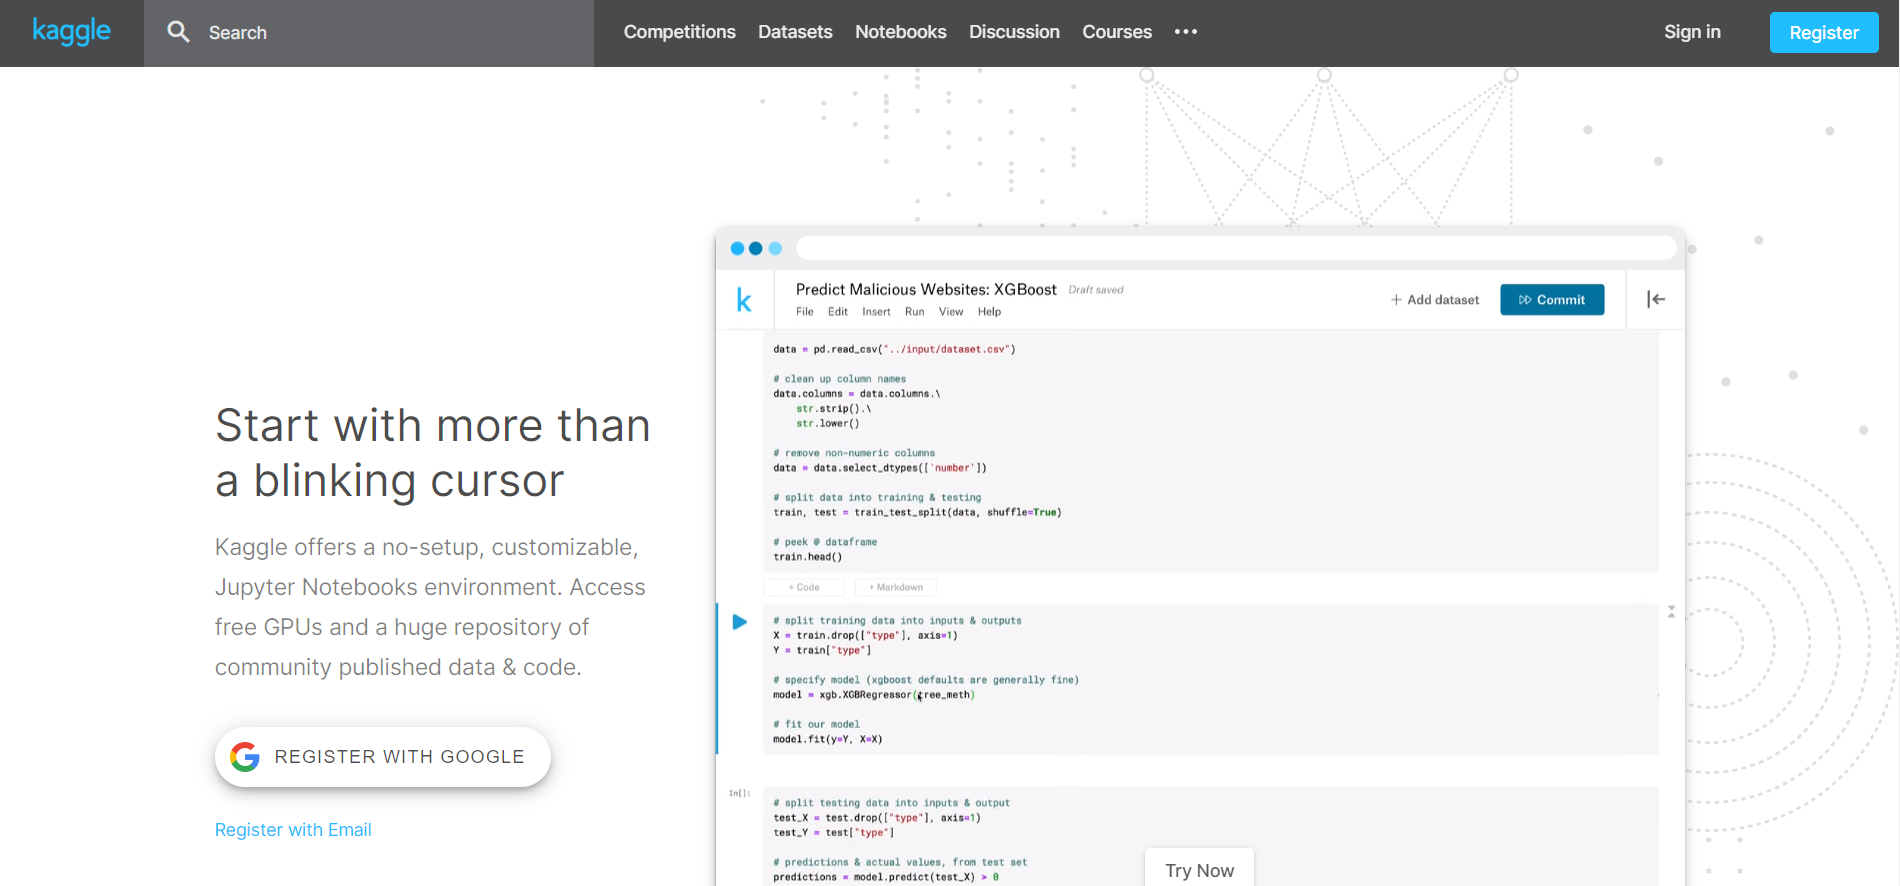 kaggle
Search
Competitions Datasets Notebooks Discussion Courses •••
Sign in
Register
Start with more than
a blinking cursor
Kaggle offers a no-setup, customizable,
Jupyter Notebooks environment. Access
free GPUs and a huge repository of
community published data & code.
REGISTER WITH GOOGLE
Register with Email
k
Predict Malicious Websites: XGBoost Draft saved
File Edit Insert Run View Help
+ Add dataset
Commit
data = pd.read_csv("../input/dataset.csv")
# clean up column names
data.columns = data.columns.\
str.strip().\
str.lower()
# remove non-numeric columns
data = data.select_dtypes(['number'])
# split data into training & testing
train, test = train_test_split(data, shuffle=True)
# peek @ dataframe
train.head()
+ Code + Markdown
# split training data into inputs & outputs
X = train.drop(["type"], axis=1)
Y = train["type"]
# specify model (xgboost defaults are generally fine)
model = xgb.XGBRegressor(tree_meth)
# fit our model
model.fit(y=Y, X=X)
In[]:
# split testing data into inputs & output
test_X = test.drop(["type"], axis=1)
test_Y = test["type"]
# predictions & actual values, from test set
predictions = model.predict(test_X) > 0
Try Now